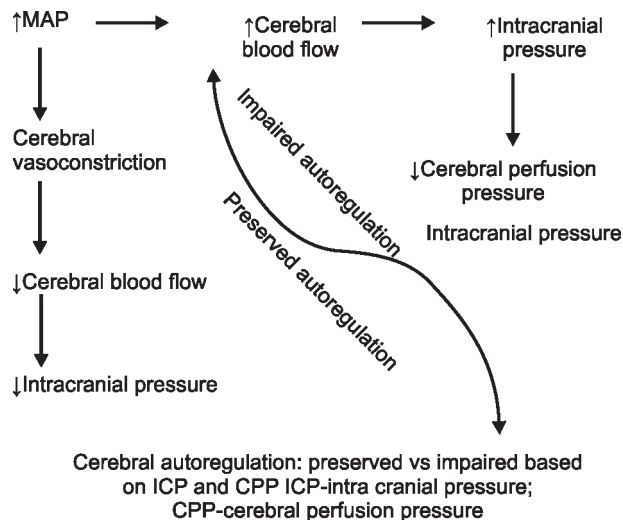 ↑MAP
↑Cerebral
blood flow
↑Intracranial
pressure
Cerebral
vasoconstriction
↓Cerebral blood flow
↓Intracranial pressure
Impaired autoregulation
Preserved autoregulation
↓Cerebral perfusion
pressure
Intracranial pressure
Cerebral autoregulation: preserved vs impaired based
on ICP and CPP ICP-intra cranial pressure;
CPP-cerebral perfusion pressure